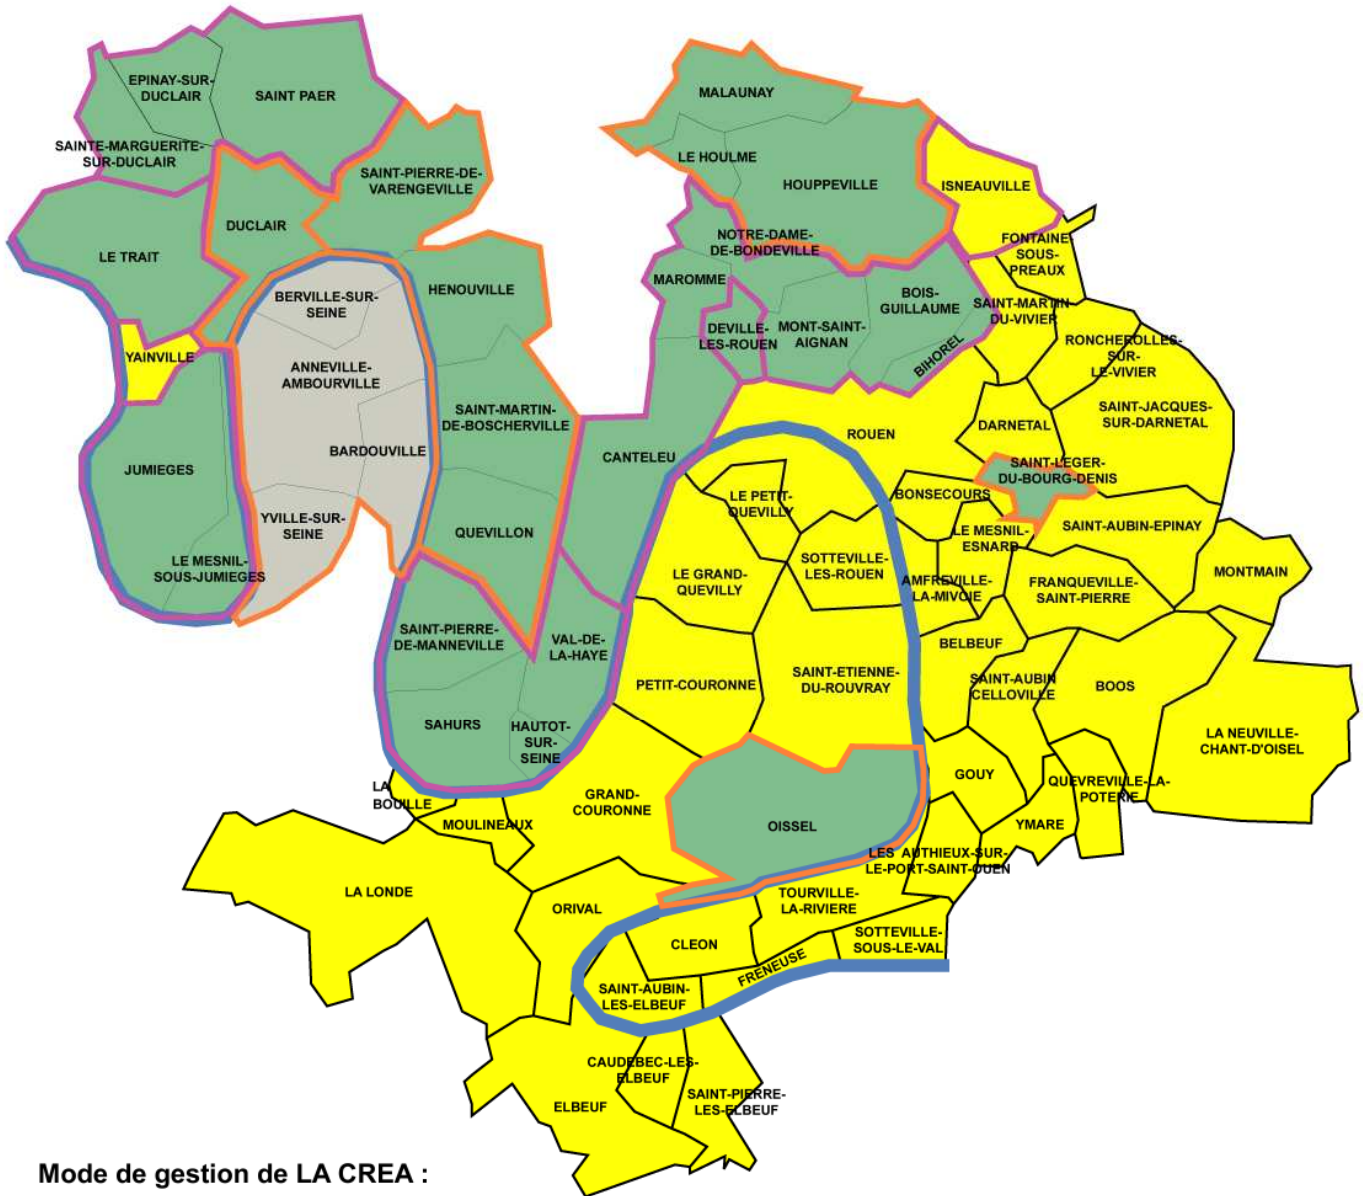 EPINAY-SUR-
DUCLAIR
SAINT PAER
SAINTE-MARGUERITE-
SUR-DUCLAIR
SAINT-PIERRE-DE-
VARENGEVILLE
DUCLAIR
LE TRAIT
HENOUVILLE
BERVILLE-SUR-
SEINE
YAINVILLE
ANNEVILLE-
AMBOURVILLE
SAINT-MARTIN-
DE-BOSCHERVILLE
BARDOUVILLE
JUMIEGES
YVILLE-SUR-
SEINE
QUEVILLON
LE MESNIL-
SOUS-JUMIEGES
SAINT-PIERRE-
DE-MANNEVILLE
VAL-DE-
LA-HAYE
SAHURS
HAUTOT-
SUR-
SEINE
MALAUNAY
LE HOULME
HOUPPEVILLE
ISNEAUVILLE
NOTRE-DAME-
DE-BONDEVILLE
FONTAINE-
SOUS-
PREAUX
MAROMME
BOIS-
GUILLAUME
SAINT-MARTIN
DU-VIVIER
DEVILLE-
LES-ROUEN
MONT-SAINT-
AIGNAN
BIHOREL
RONCHEROLLES-
SUR-
LE-VIVIER
SAINT-JACQUES-
SUR-DARNETAL
DARNETAL
ROUEN
CANTELEU
SAINT-LEGER-
DU-BOURG-DENIS
BONSECOURS
LE PETIT-
QUEVILLY
LE MESNIL-
ESNARD
SAINT-AUBIN-EPINAY
SOTTEVILLE-
LES-ROUEN
LE GRAND-
QUEVILLY
AMFREVILLE-
LA-MIVOIE
FRANQUEVILLE-
SAINT-PIERRE
MONTMAIN
BELBEUF
PETIT-COURONNE
SAINT-ETIENNE-
DU-ROUVRAY
SAINT-AUBIN
CELLOVILLE
BOOS
LA NEUVILLE-
CHANT-D'OISEL
GOUY
QUEVREVILLE-LA-
POTERIE
LA
BOUILLE
GRAND-
COURONNE
MOULINEAUX
OISSEL
YMARE
LES AUTHIEUX-SUR-
LE-PORT-SAINT-OUEN
LA LONDE
ORIVAL
TOURVILLE-
LA-RIVIERE
CLEON
SOTTEVILLE-
SOUS-LE-VAL
FRENEUSE
SAINT-AUBIN-
LES-ELBEUF
CAUDEBEC-LES-
ELBEUF
ELBEUF
SAINT-PIERRE-
LES-ELBEUF
Mode de gestion de LA CREA :